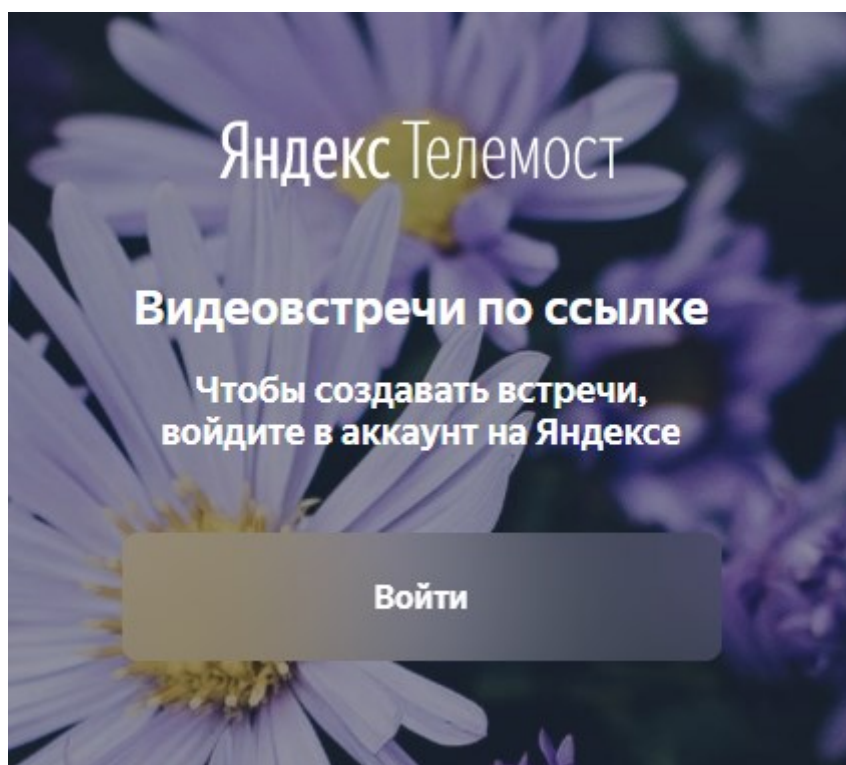 Яндекс Телемост
Видеовстречи по ссылке
Чтобы создавать встречи,
войдите в аккаунт на Яндексе
Войти